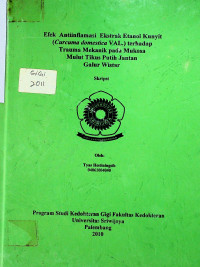 Efek Antiinflamasi Ekstrak Etanol Kunyit
(Curcuma domestica VAL.) terhadap
Trauma Mekanik pada Mukosa
Mulut Tikus Putih Jantan
Galur Wistar
GiGi
2011
Skripsi
Oleh:
Program Studi Kedokteran Gigi Fakultas Kedokteran
Universitas Sriwijaya
Palembang
2010